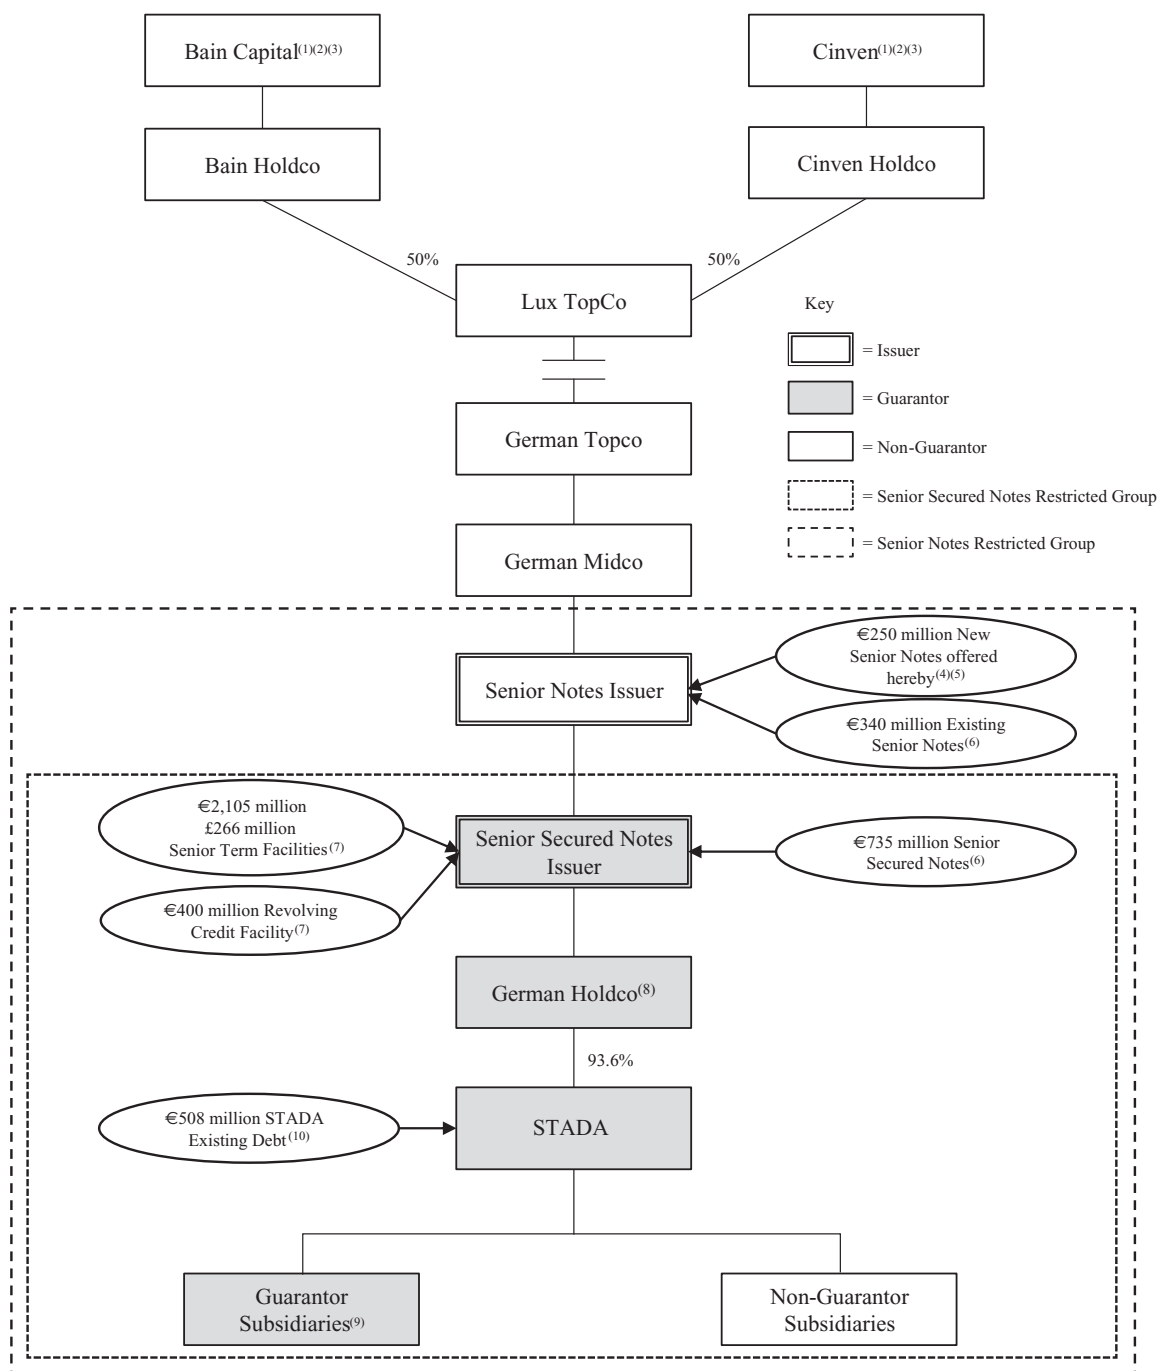 Bain Capital(1)(2)(3)
Cinven(1)(2)(3)
Bain Holdco
Cinven Holdco
50%
50%
Lux TopCo
Key
= Issuer
= Guarantor
German Topco
= Non-Guarantor
= Senior Secured Notes Restricted Group
German Midco
= Senior Notes Restricted Group
€250 million New
Senior Notes offered
hereby(4)(5)
Senior Notes Issuer
€340 million Existing
Senior Notes(6)
€2,105 million
£266 million
Senior Term Facilities(7)
Senior Secured Notes
Issuer
€735 million Senior
Secured Notes(6)
€400 million Revolving
Credit Facility(7)
German Holdco(8)
93.6%
€508 million STADA
Existing Debt(10)
STADA
Guarantor
Subsidiaries(9)
Non-Guarantor
Subsidiaries